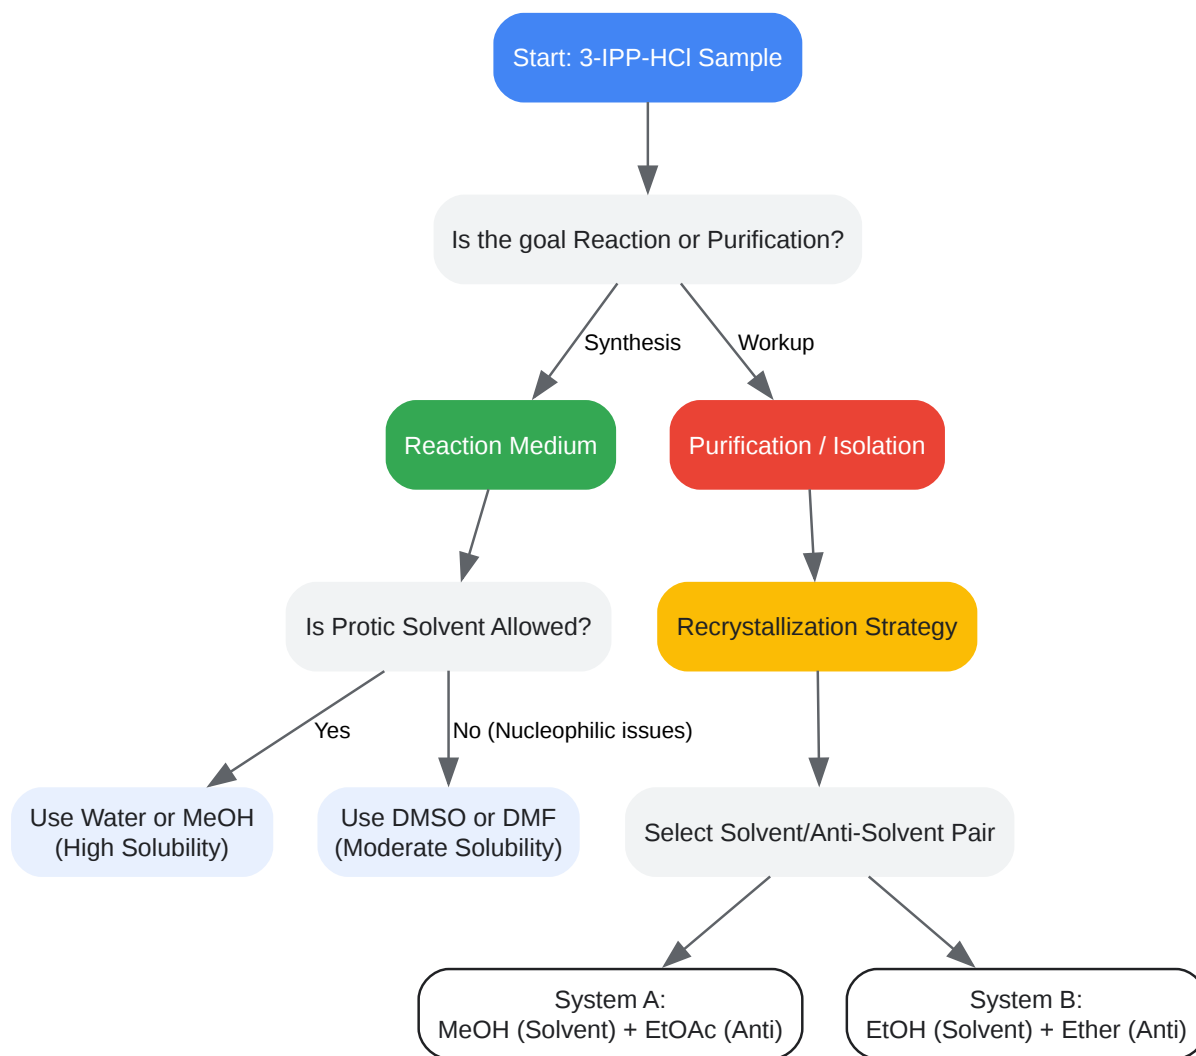 Start: 3-IPP-HCl Sample
Is the goal Reaction or Purification?
Synthesis
Workup
Reaction Medium
Purification / Isolation
Is Protic Solvent Allowed?
Recrystallization Strategy
Yes
No (Nucleophilic issues)
Use Water or MeOH
(High Solubility)
Use DMSO or DMF
(Moderate Solubility)
Select Solvent/Anti-Solvent Pair
System A:
MeOH (Solvent) + EtOAc (Anti)
System B:
EtOH (Solvent) + Ether (Anti)